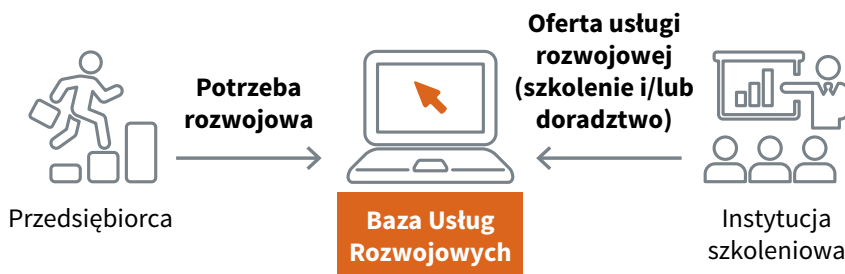 Oferta usługi
rozwojowej
(szkolenie i/lub
doradztwo)
Potrzeba
rozwojowa
Przedsiębiorca
Baza Usług
Rozwojowych
Instytucja
szkoleniowa